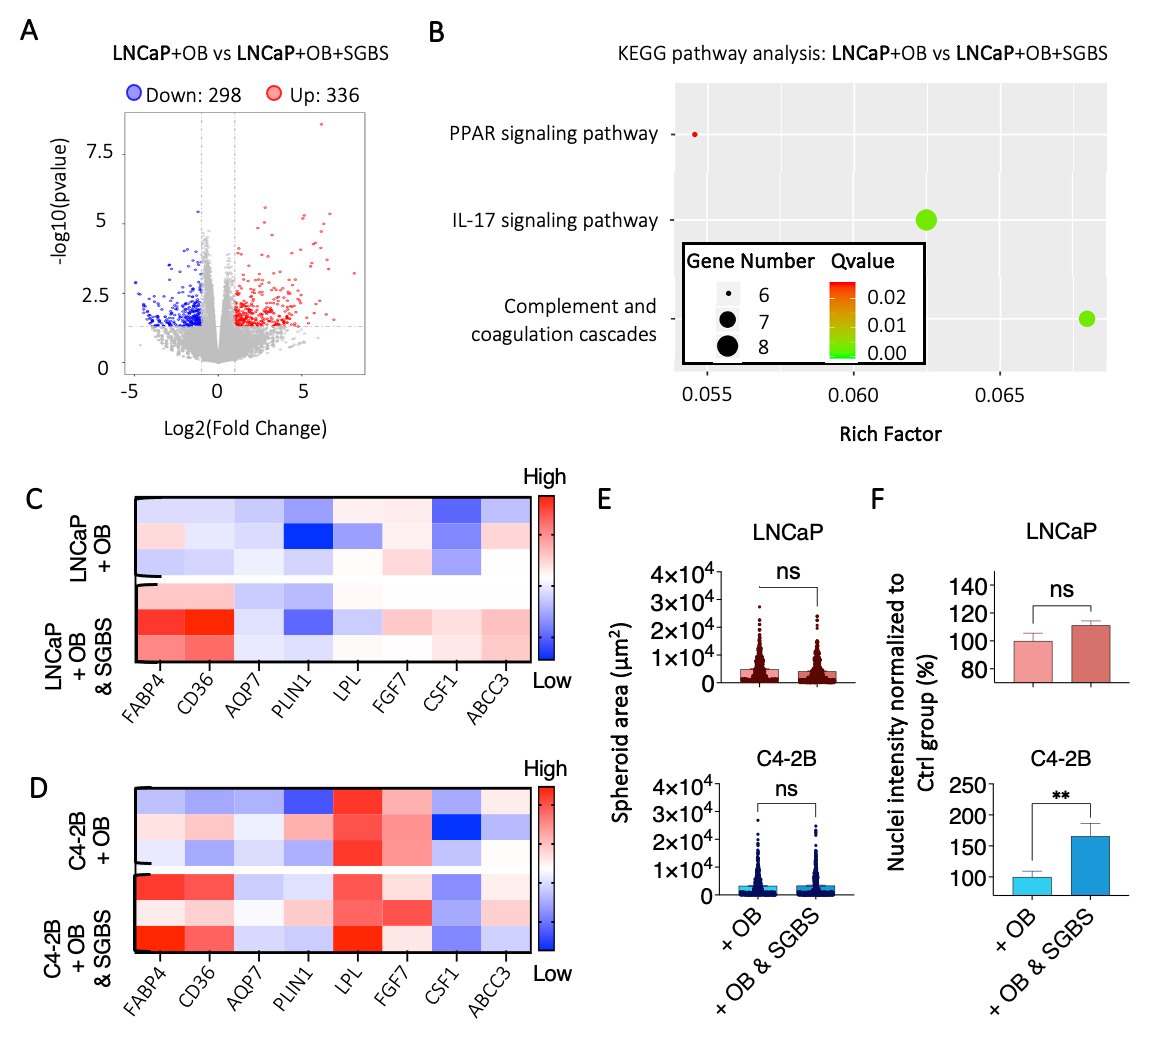 A
LNCaP+OB vs LNCaP+OB+SGBS
Down: 298 Up: 336
-log10(pvalue)
7.5
5
2.5
0
-5 0 5
Log2(Fold Change)
B
KEGG pathway analysis: LNCaP+OB vs LNCaP+OB+SGBS
PPAR signaling pathway
IL-17 signaling pathway
Complement and
coagulation cascades
Gene Number Qvalue
6 0.02
7 0.01
8 0.00
0.055 0.060 0.065
Rich Factor
C
High
Low
LNCaP
+ OB
LNCaP
+ OB
& SGBS
FABP4 CD36 AQP7 PLIN1 LPL FGF7 CSF1 ABCC3
D
High
Low
C4-2B
+ OB
C4-2B
+ OB
& SGBS
FABP4 CD36 AQP7 PLIN1 LPL FGF7 CSF1 ABCC3
E
Spheroid area (µm²)
LNCaP
ns
4×10⁴
3×10⁴
2×10⁴
1×10⁴
0
C4-2B
ns
4×10⁴
3×10⁴
2×10⁴
1×10⁴
0
+ OB
+ OB & SGBS
F
Nuclei intensity normalized to
Ctrl group (%)
LNCaP
ns
140
120
100
80
C4-2B
**
250
200
150
100
+ OB
+ OB & SGBS